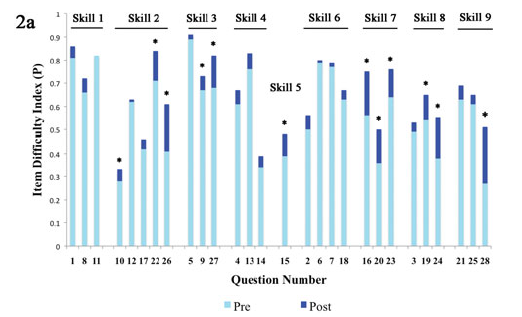 2a
Skill 1 Skill 2 Skill 3 Skill 4 Skill 5 Skill 6 Skill 7 Skill 8 Skill 9
Item Difficulty Index (P)
1
0.9
0.8
0.7
0.6
0.5
0.4
0.3
0.2
0.1
0
* * * * * * * * * * * *
1 8 11 10 12 17 22 26 5 9 27 4 13 14 15 2 6 7 18 16 20 23 3 19 24 21 25 28
Question Number
Pre Post